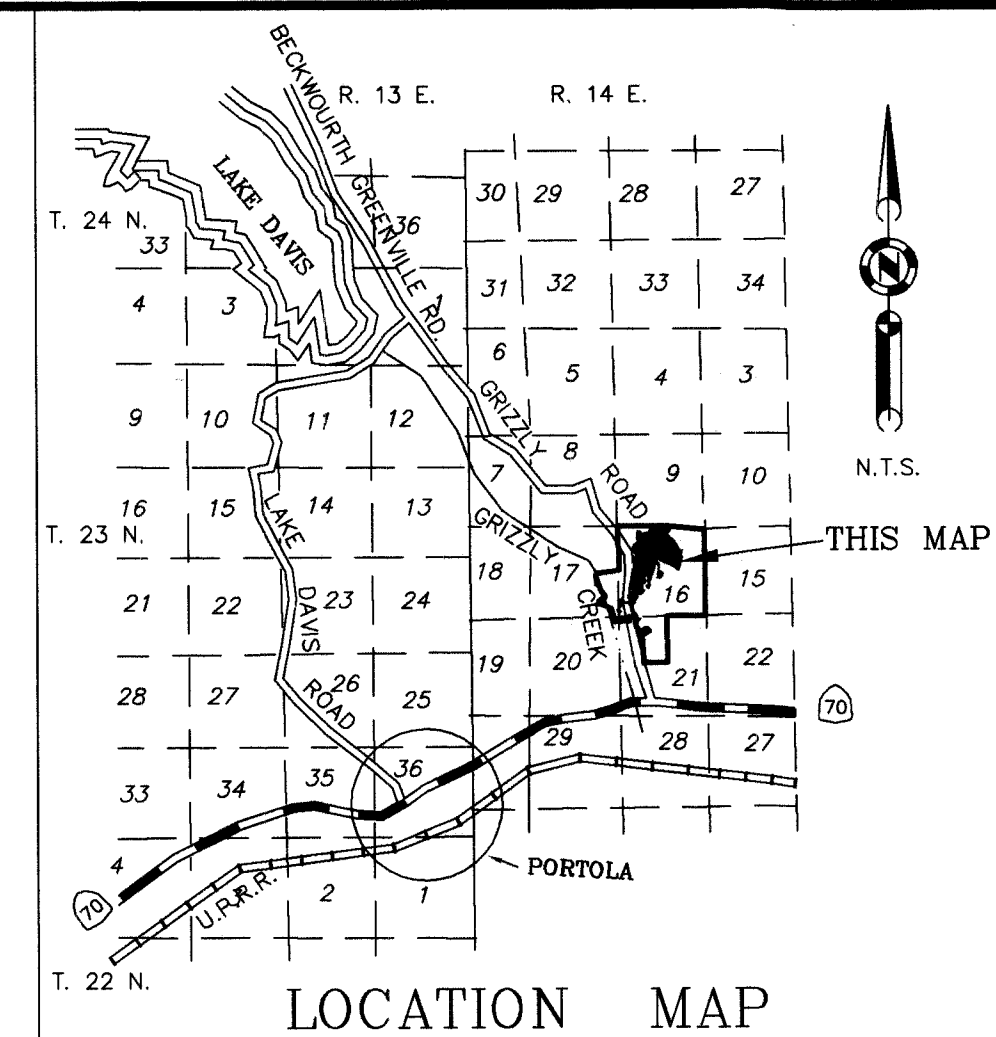 BECKWOURTH GREENVILLE RD.
R. 13 E. R. 14 E.
LAKE DAVIS
30 29 28 27
T. 24 N.
36
33
31 32 33 34
4 3 1
6 5 4 3
9 10 11 12
GRIZZLY ROAD
7 8 9 10
N.T.S.
N
16 15 14 13
T. 23 N.
LAKE DAVIS ROAD
GRIZZLY CREEK
THIS MAP
18 17 16 15
21 22 23 24
19 20 21 22
28 27 26 25
70
29 28 27
33 34 35 36
PORTOLA
4 2 1
70
U.P.R.R.
T. 22 N.
LOCATION MAP